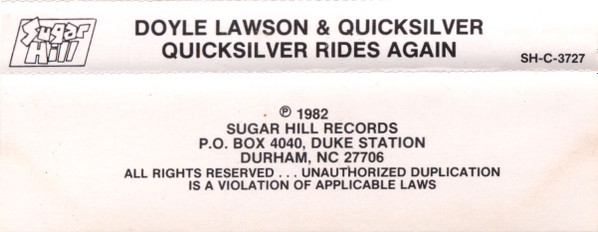 Sugar
Hill
DOYLE LAWSON & QUICKSILVER
QUICKSILVER RIDES AGAIN
SH-C-3727
℗ 1982
SUGAR HILL RECORDS
P.O. BOX 4040, DUKE STATION
DURHAM, NC 27706
ALL RIGHTS RESERVED . . . UNAUTHORIZED DUPLICATION
IS A VIOLATION OF APPLICABLE LAWS